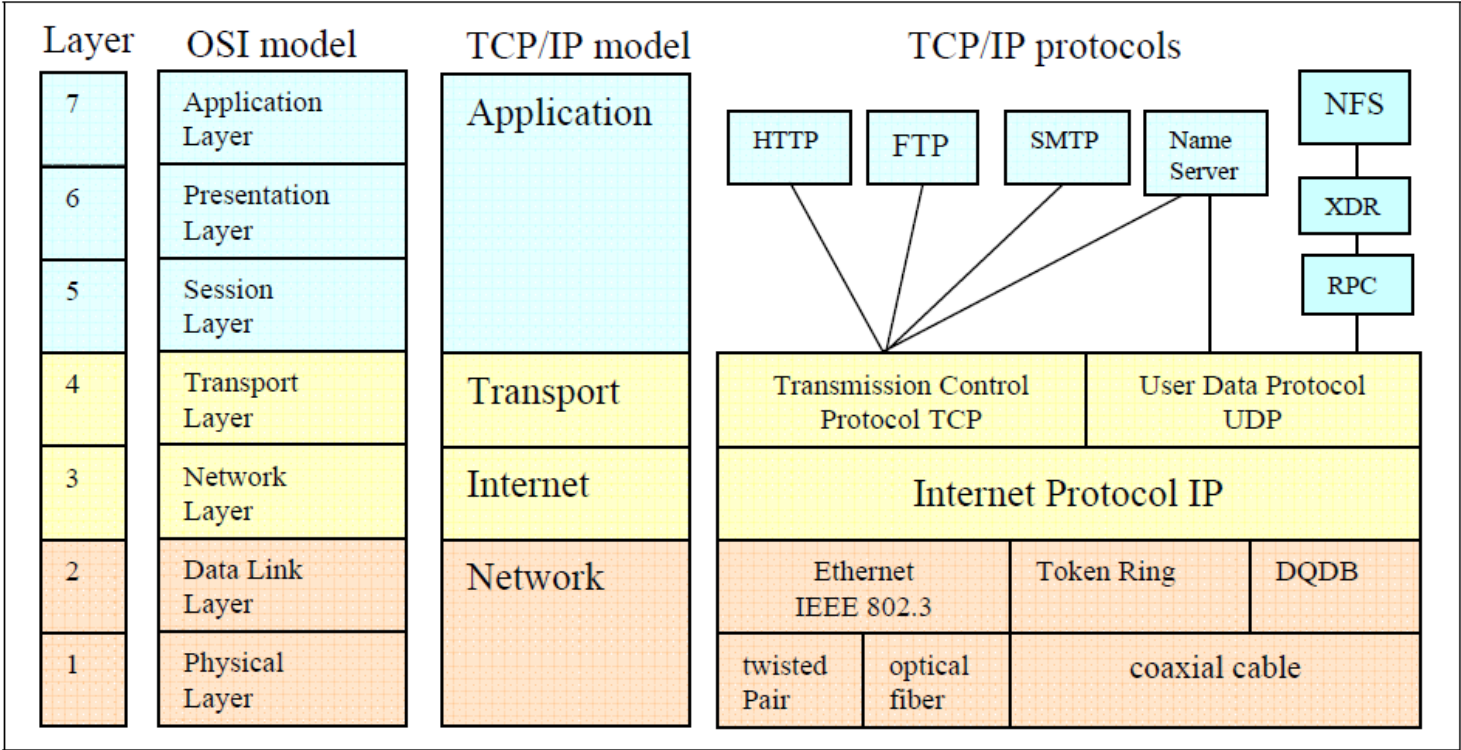 Layer
OSI model
TCP/IP model
TCP/IP protocols
7
Application
Layer
Application
HTTP
FTP
SMTP
Name
Server
NFS
6
Presentation
Layer
XDR
5
Session
Layer
RPC
4
Transport
Layer
Transport
Transmission Control
Protocol TCP
User Data Protocol
UDP
3
Network
Layer
Internet
Internet Protocol IP
2
Data Link
Layer
Network
Ethernet
IEEE 802.3
Token Ring
DQDB
1
Physical
Layer
twisted
Pair
optical
fiber
coaxial cable